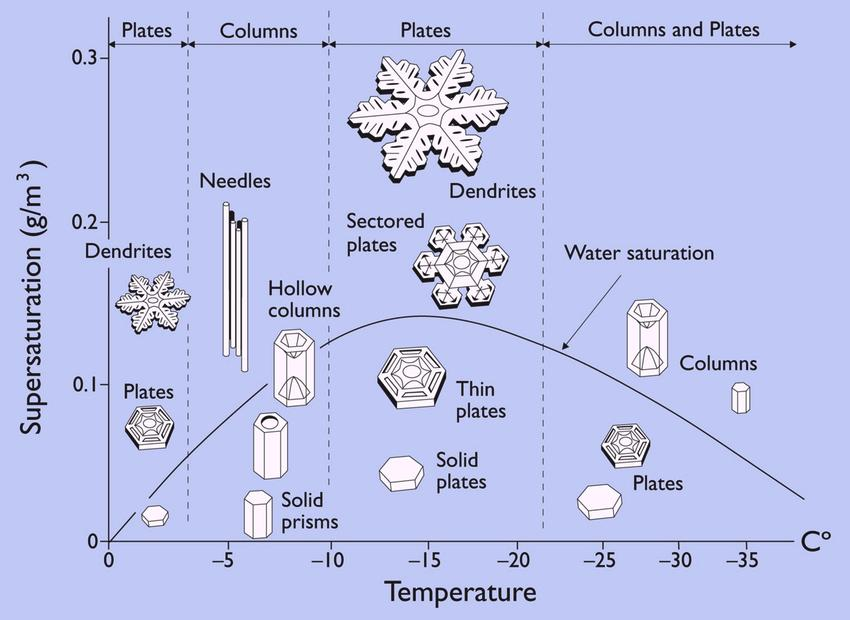 Plates
Columns
Plates
Columns and Plates
0.3
Dendrites
Needles
0.2
Sectored
plates
Dendrites
Water saturation
Hollow
columns
Supersaturation (g/m³)
Columns
0.1
Plates
Thin
plates
Solid
plates
Plates
Solid
prisms
0
C°
0
–5
–10
–15
–20
–25
–30
–35
Temperature